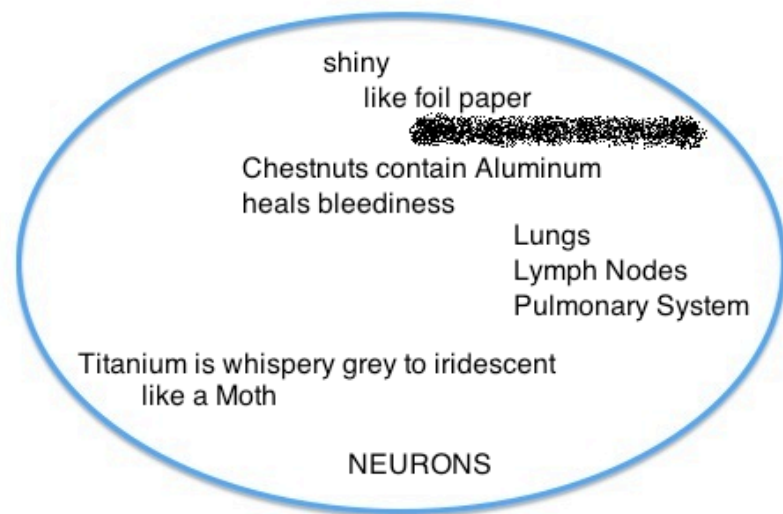 shiny
like foil paper
Chestnuts contain Aluminum
heals bleediness
Lungs
Lymph Nodes
Pulmonary System
Titanium is whispery grey to iridescent
like a Moth
NEURONS